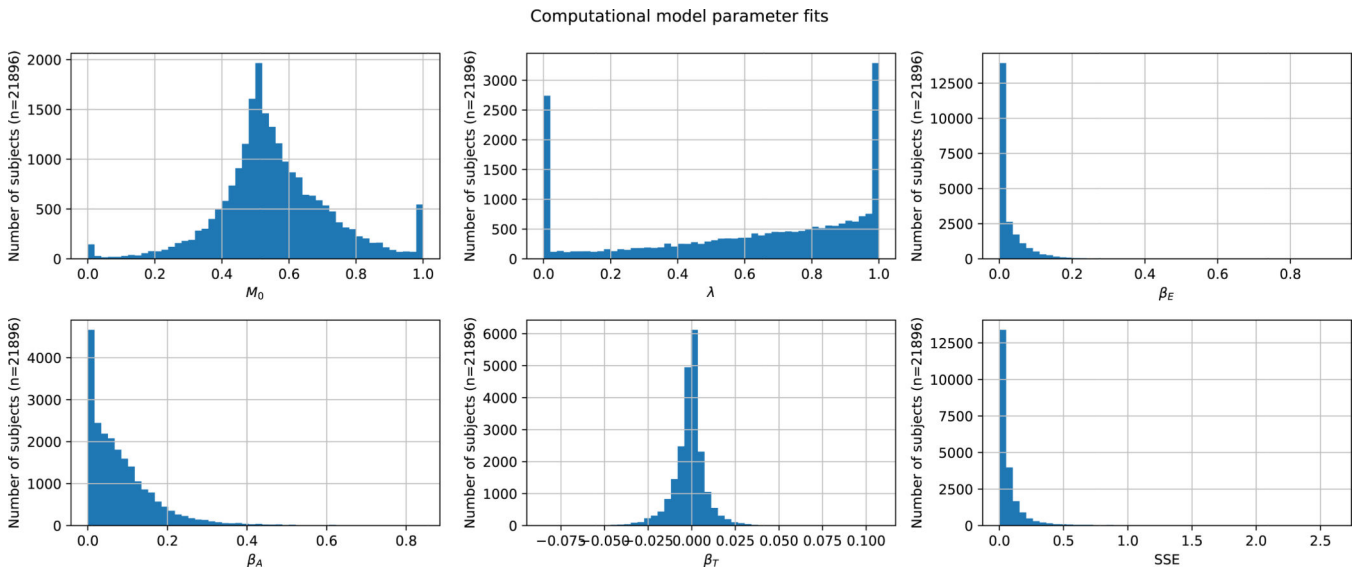 Computational model parameter fits
Number of subjects (n=21896)
2000
1500
1000
500
0
0.0 0.2 0.4 0.6 0.8 1.0
M₀
Number of subjects (n=21896)
3000
2500
2000
1500
1000
500
0
0.0 0.2 0.4 0.6 0.8 1.0
λ
Number of subjects (n=21896)
12500
10000
7500
5000
2500
0
0.0 0.2 0.4 0.6 0.8
β_E
Number of subjects (n=21896)
4000
3000
2000
1000
0
0.0 0.2 0.4 0.6 0.8
β_A
Number of subjects (n=21896)
6000
5000
4000
3000
2000
1000
0
−0.075 −0.050 −0.025 0.000 0.025 0.050 0.075 0.100
β_T
Number of subjects (n=21896)
12500
10000
7500
5000
2500
0
0.0 0.5 1.0 1.5 2.0 2.5
SSE